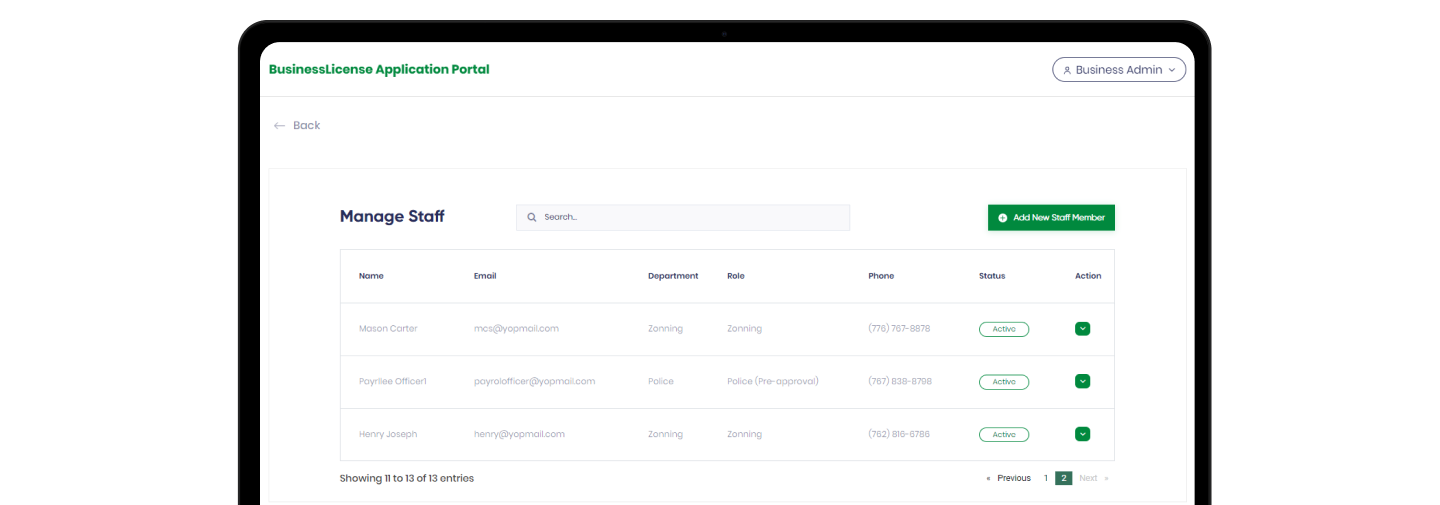 BusinessLicense Application Portal
Business Admin
Back
Manage Staff
Search...
Add New Staff Member
Name Email Department Role Phone Status Action
Mason Carter mcs@yopmail.com Zonning Zonning (776) 767-8878 Active
Payrllee Officer1 payrolofficer@yopmail.com Police Police (Pre-approval) (767) 838-8798 Active
Henry Joseph henry@yopmail.com Zonning Zonning (762) 816-6786 Active
Showing 11 to 13 of 13 entries
« Previous 1 2 Next »